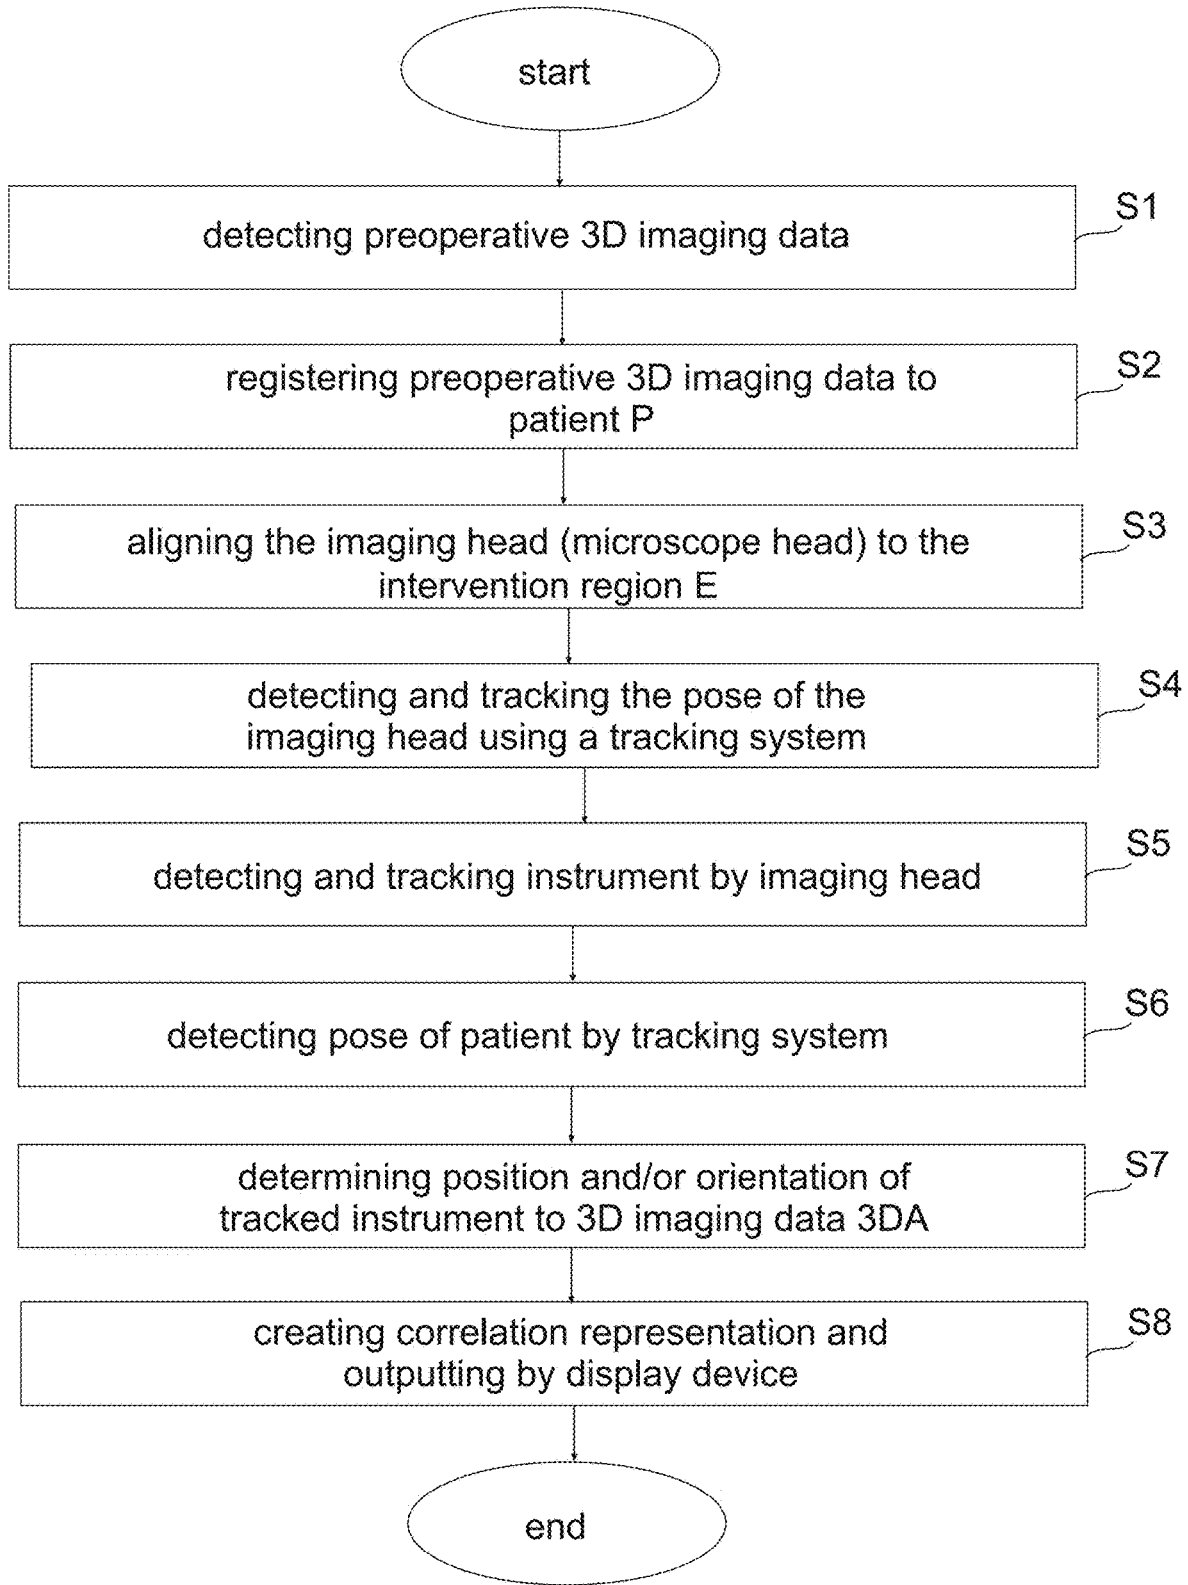 start
detecting preoperative 3D imaging data
S1
registering preoperative 3D imaging data to
patient P
S2
aligning the imaging head (microscope head) to the
intervention region E
S3
detecting and tracking the pose of the
imaging head using a tracking system
S4
detecting and tracking instrument by imaging head
S5
detecting pose of patient by tracking system
S6
determining position and/or orientation of
tracked instrument to 3D imaging data 3DA
S7
creating correlation representation and
outputting by display device
S8
end